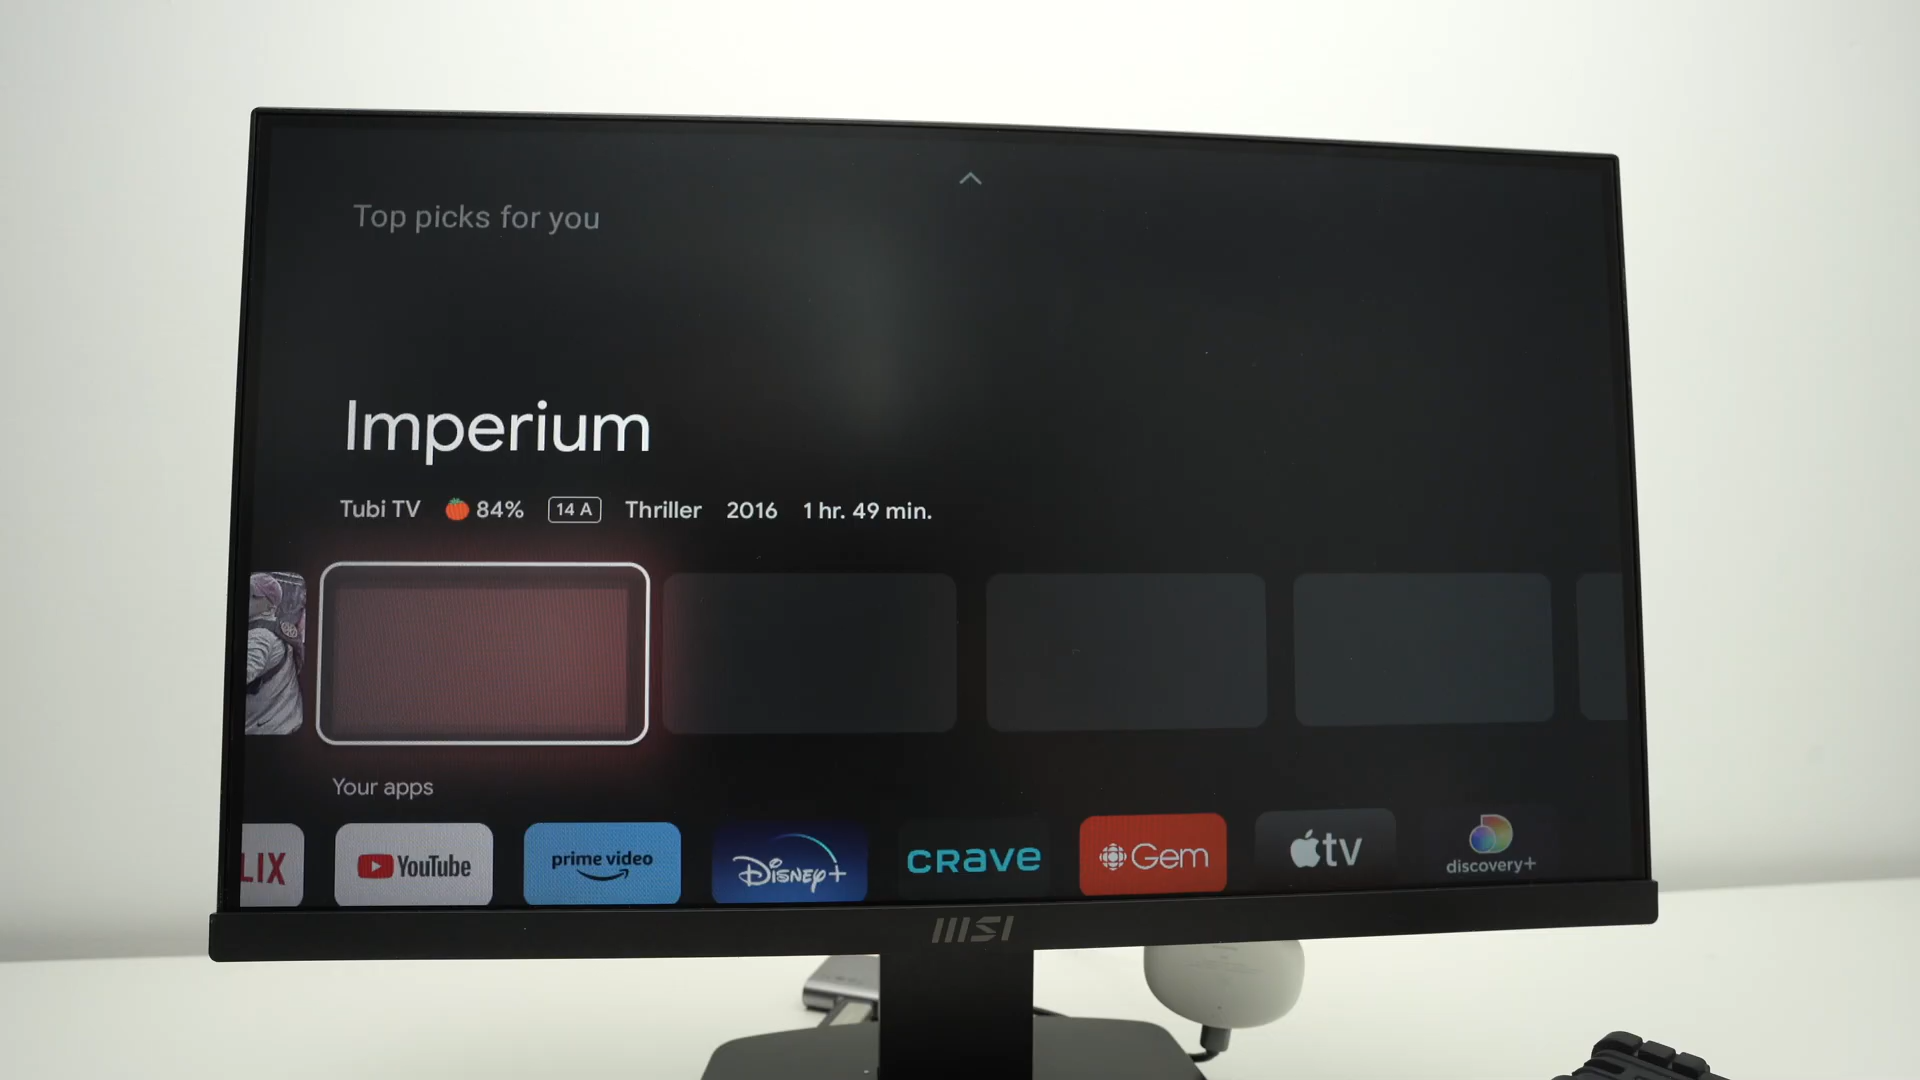 Top picks for you
Imperium
Tubi TV 84% 14 A Thriller 2016 1 hr. 49 min.
Your apps
LIX YouTube prime video Disney+ crave Gem tv discovery+
msi